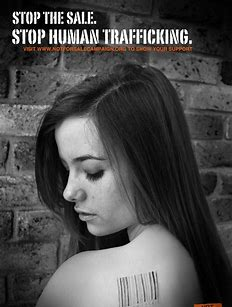 STOP THE SALE.
STOP HUMAN TRAFFICKING.
VISIT WWW.NOTFORSALECAMPAIGN.ORG TO SHOW YOUR SUPPORT